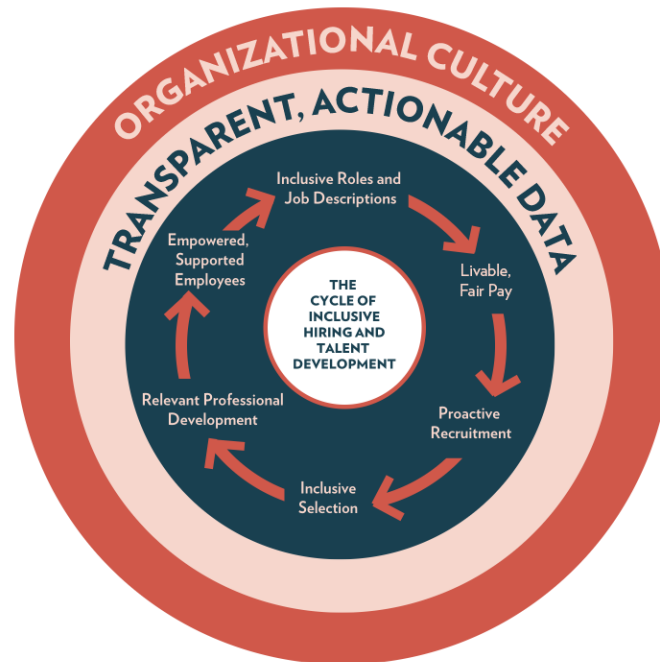 ORGANIZATIONAL CULTURE
TRANSPARENT, ACTIONABLE DATA
Inclusive Roles and
Job Descriptions
Livable,
Fair Pay
Proactive
Recruitment
Inclusive
Selection
Relevant Professional
Development
Empowered,
Supported
Employees
THE
CYCLE OF
INCLUSIVE
HIRING AND
TALENT
DEVELOPMENT